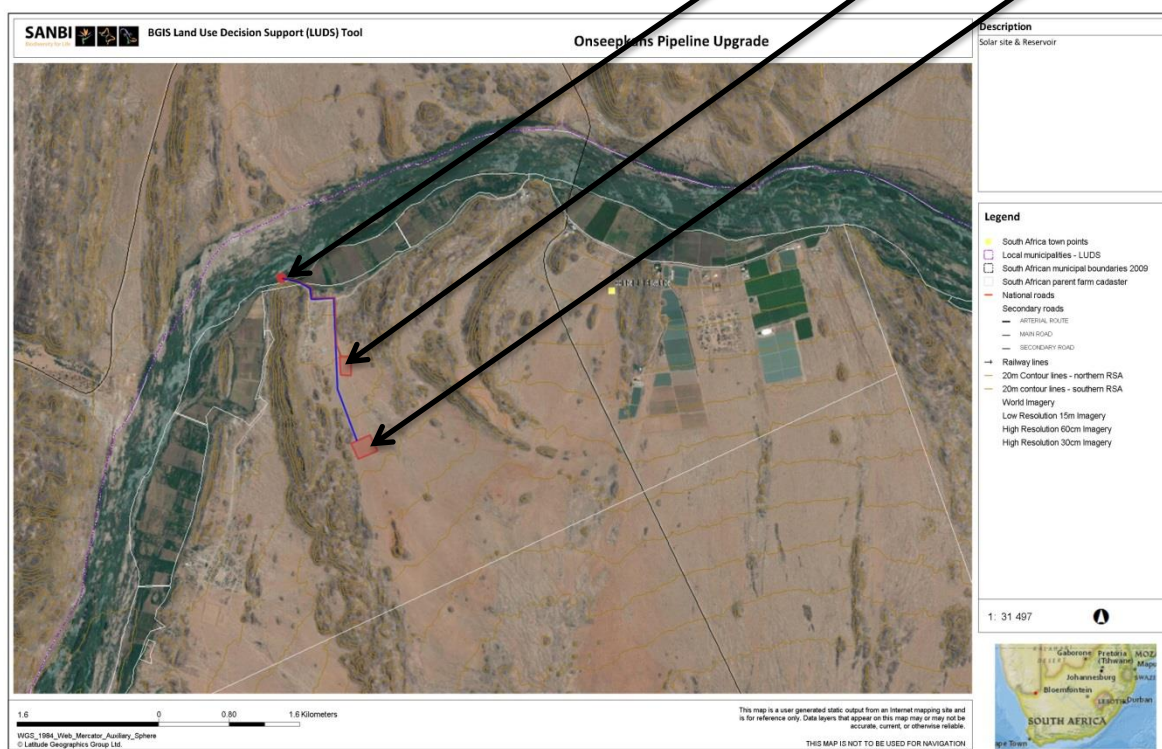 SANBI
Biodiversity for Life
BGIS Land Use Decision Support (LUDS) Tool
Onseepkans Pipeline Upgrade
Description
Solar site & Reservoir
Legend
South Africa town points
Local municipalities - LUDS
South African municipal boundaries 2009
South African parent farm cadaster
National roads
Secondary roads
ARTERIAL ROUTE
MAIN ROAD
SECONDARY ROAD
Railway lines
20m Contour lines - northern RSA
20m contour lines - southern RSA
World Imagery
Low Resolution 15m Imagery
High Resolution 60cm Imagery
High Resolution 30cm Imagery
1: 31 497
Gaborone
Pretoria
(Tshwane)
Johannesburg
Bloemfontein
Durban
SOUTH AFRICA
1.6 0 0.80 1.6 Kilometers
WGS_1984_Web_Mercator_Auxiliary_Sphere
© Latitude Geographics Group Ltd.
This map is a user generated static output from an Internet mapping site and
is for reference only. Data layers that appear on this map may or may not be
accurate, current, or otherwise reliable.
THIS MAP IS NOT TO BE USED FOR NAVIGATION